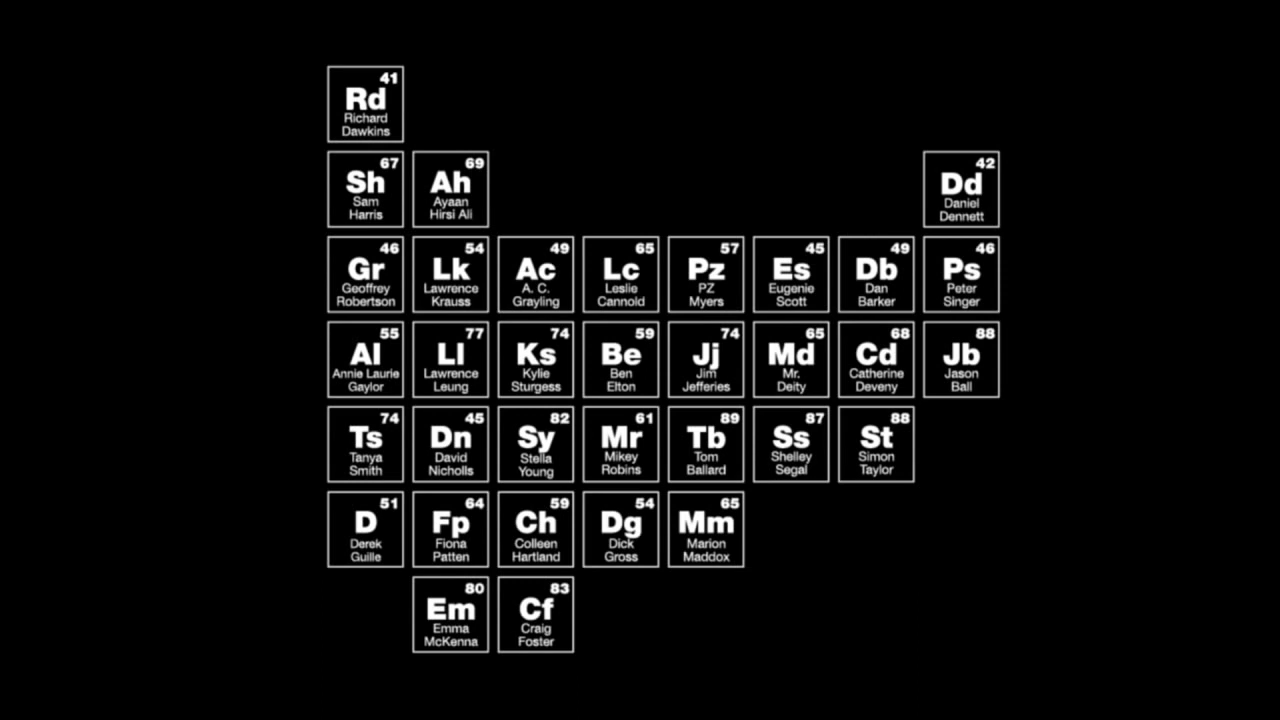 41
Rd
Richard
Dawkins
67
Sh
Sam
Harris
69
Ah
Ayaan
Hirsi Ali
42
Dd
Daniel
Dennett
46
Gr
Geoffrey
Robertson
54
Lk
Lawrence
Krauss
49
Ac
A. C.
Grayling
65
Lc
Leslie
Cannold
57
Pz
PZ
Myers
45
Es
Eugenie
Scott
49
Db
Dan
Barker
46
Ps
Peter
Singer
55
Al
Annie Laurie
Gaylor
77
Ll
Lawrence
Leung
74
Ks
Kylie
Sturgess
59
Be
Ben
Elton
74
Jj
Jim
Jefferies
65
Md
Mr.
Deity
68
Cd
Catherine
Deveny
88
Jb
Jason
Ball
74
Ts
Tanya
Smith
45
Dn
David
Nicholls
82
Sy
Stella
Young
61
Mr
Mikey
Robins
89
Tb
Tom
Ballard
87
Ss
Shelley
Segal
88
St
Simon
Taylor
51
D
Derek
Guille
64
Fp
Fiona
Patten
59
Ch
Colleen
Hartland
54
Dg
Dick
Gross
65
Mm
Marion
Maddox
80
Em
Emma
McKenna
83
Cf
Craig
Foster